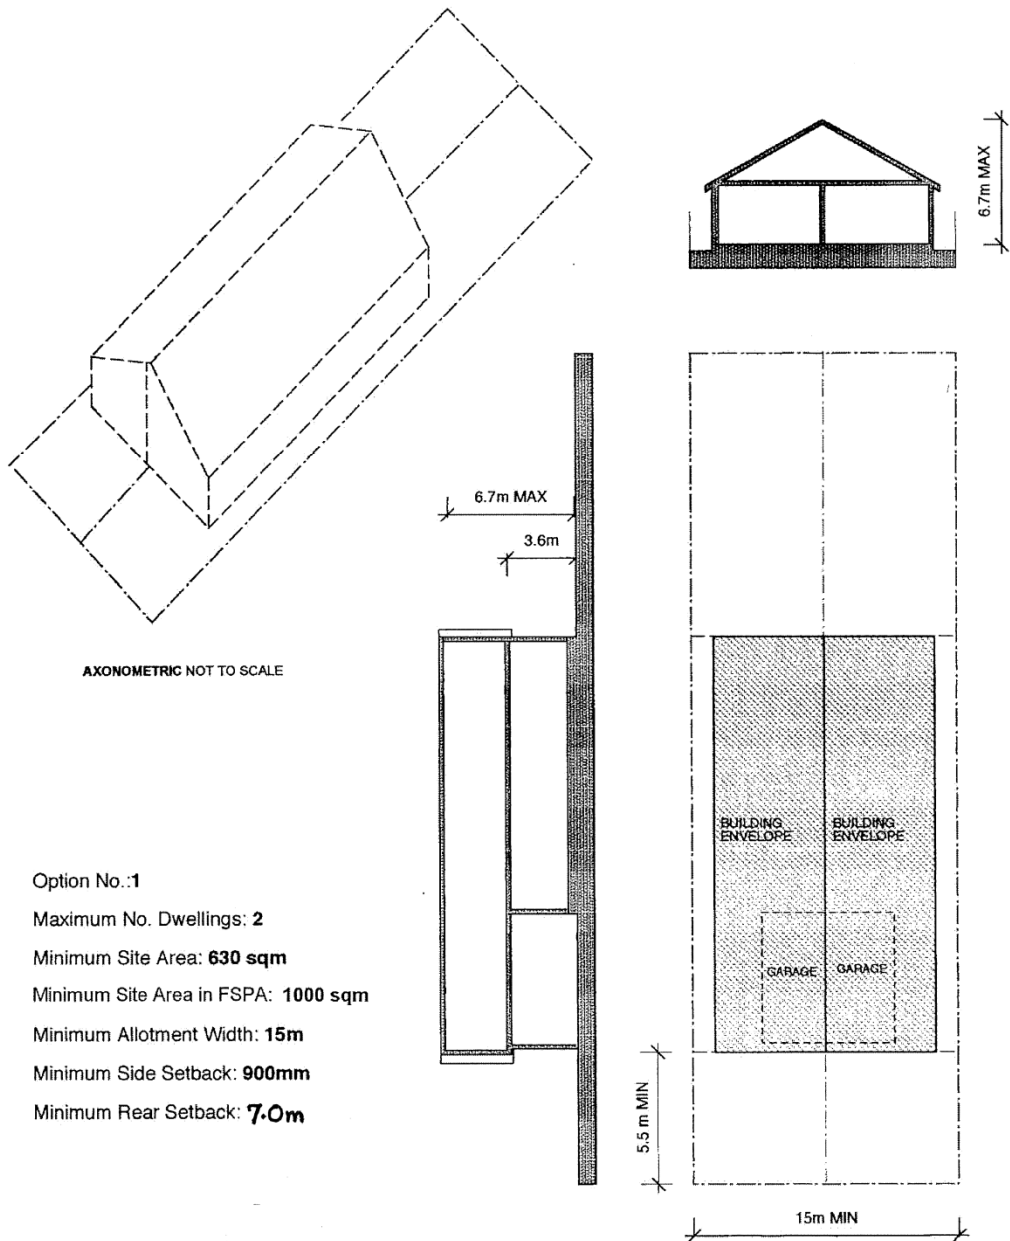 6.7m MAX
6.7m MAX
3.6m
AXONOMETRIC NOT TO SCALE
BUILDING
ENVELOPE
BUILDING
ENVELOPE
Option No.:1
Maximum No. Dwellings: 2
Minimum Site Area: 630 sqm
Minimum Site Area in FSPA: 1000 sqm
Minimum Allotment Width: 15m
Minimum Side Setback: 900mm
Minimum Rear Setback: 7.0m
GARAGE
GARAGE
5.5 m MIN
15m MIN